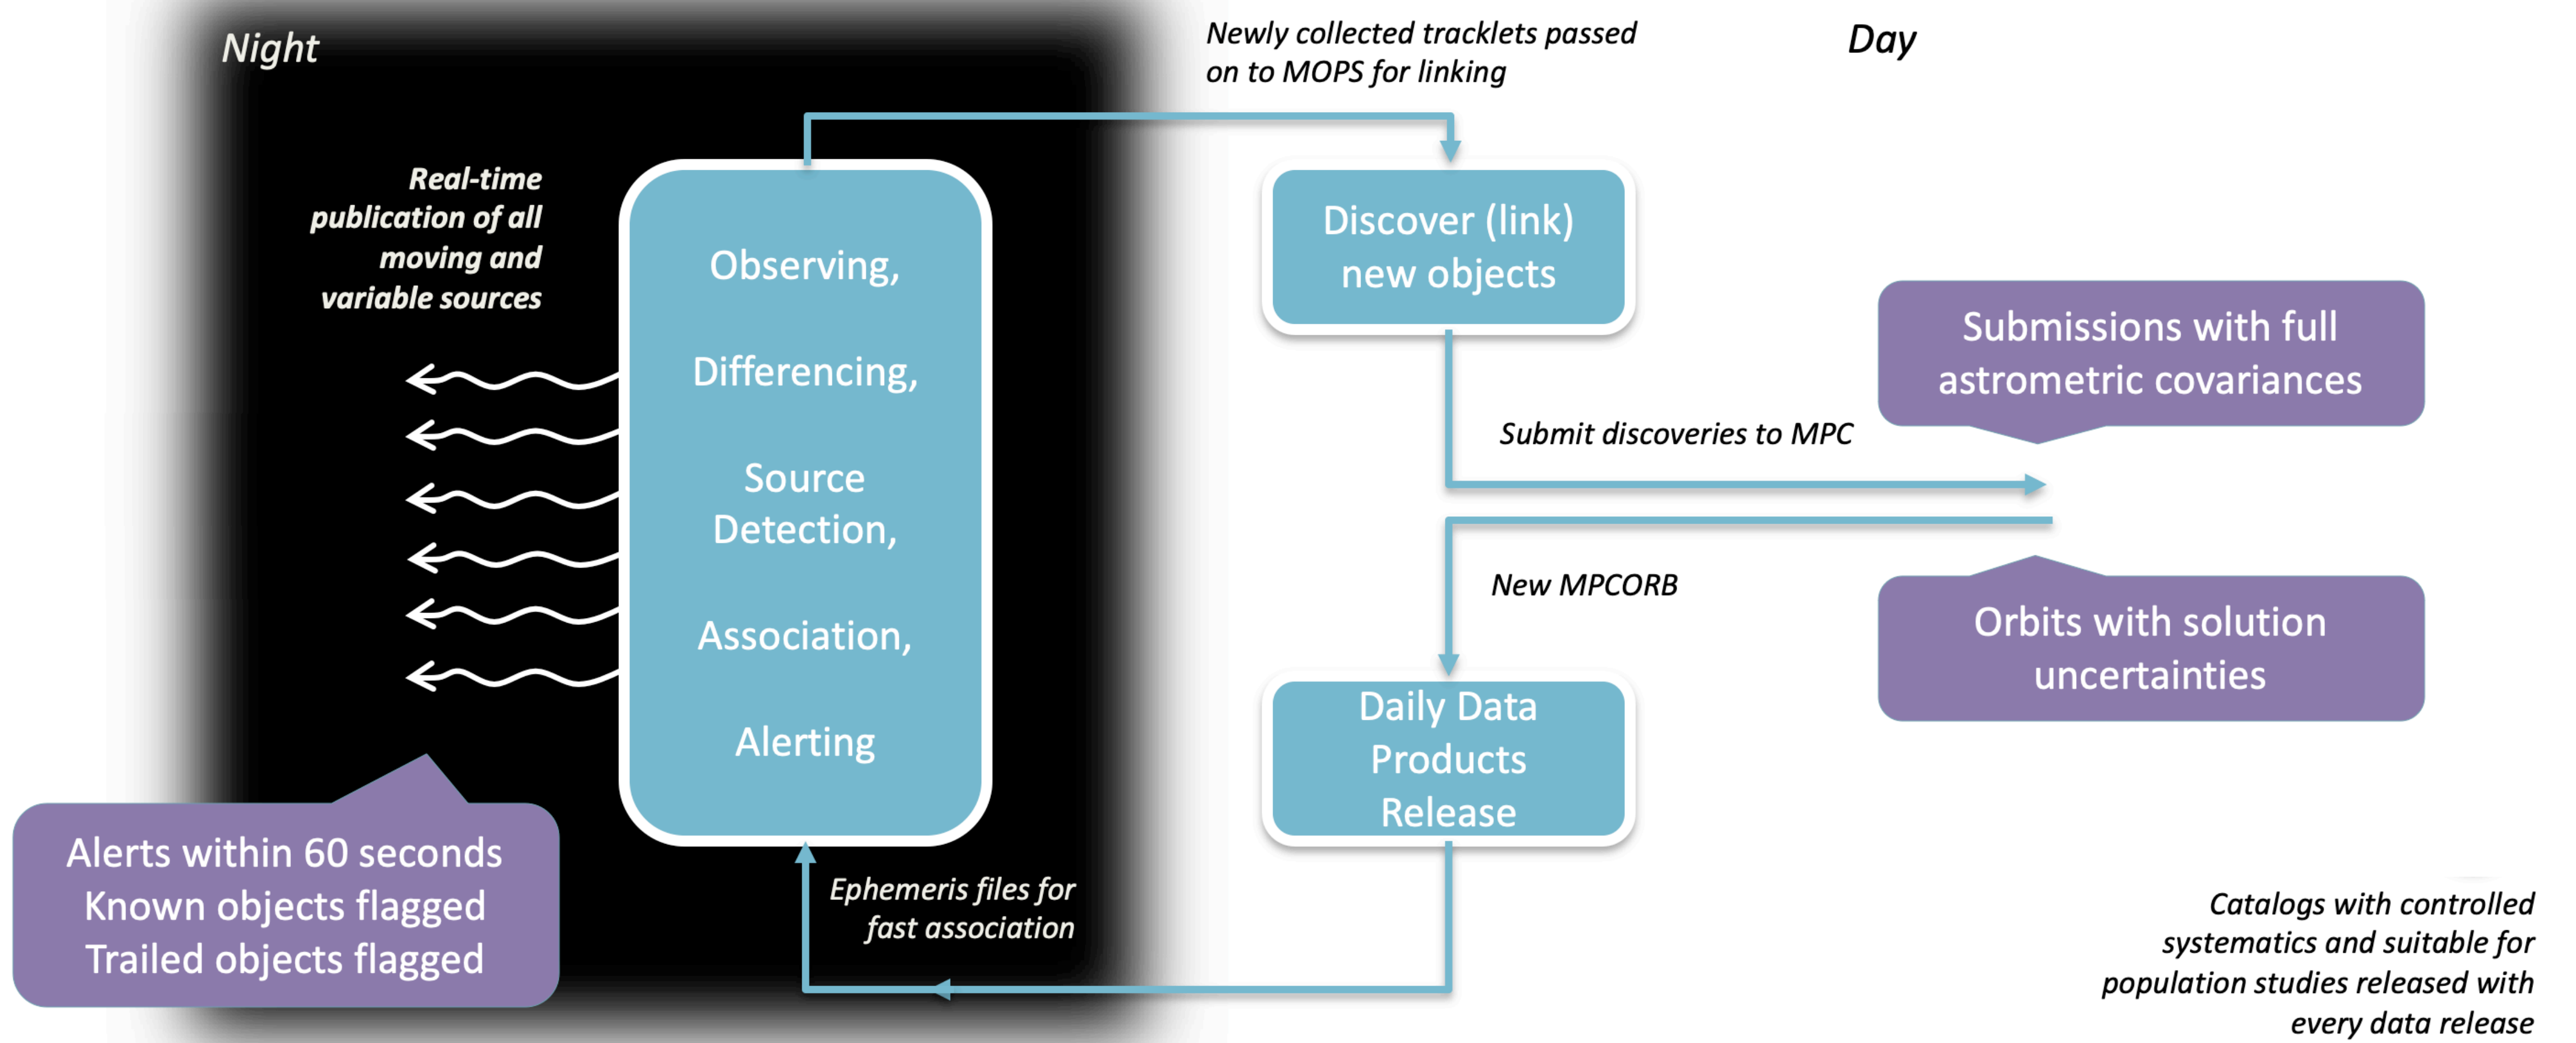 Night
Newly collected tracklets passed
on to MOPS for linking
Day
Real-time
publication of all
moving and
variable sources
Observing,
Differencing,
Source
Detection,
Association,
Alerting
Discover (link)
new objects
Submissions with full
astrometric covariances
Submit discoveries to MPC
New MPCORB
Orbits with solution
uncertainties
Daily Data
Products
Release
Alerts within 60 seconds
Known objects flagged
Trailed objects flagged
Ephemeris files for
fast association
Catalogs with controlled
systematics and suitable for
population studies released with
every data release